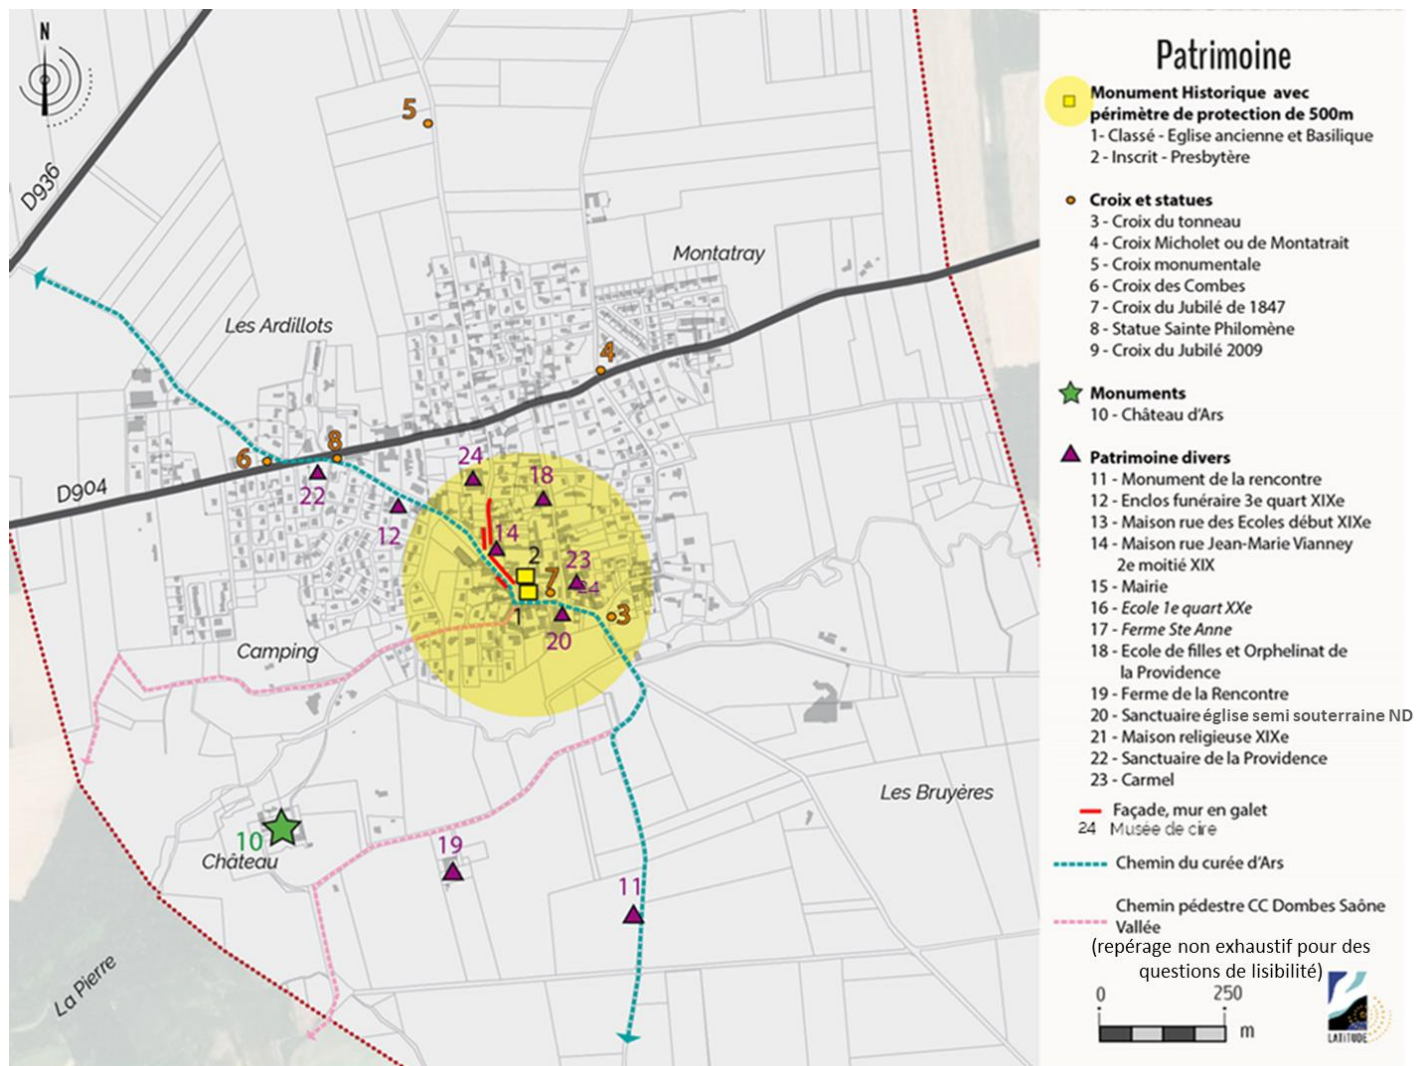 N
D936
5
Montatray
Les Ardillots
4
6
8
D904
22
24
18
12
14
2
23
7
24
1
20
3
Camping
10
Château
19
11
Les Bruyères
La Pierre
Patrimoine
Monument Historique avec
périmètre de protection de 500m
1- Classé - Eglise ancienne et Basilique
2 - Inscrit - Presbytère
Croix et statues
3 - Croix du tonneau
4 - Croix Micholet ou de Montatrait
5 - Croix monumentale
6 - Croix des Combes
7 - Croix du Jubilé de 1847
8 - Statue Sainte Philomène
9 - Croix du Jubilé 2009
Monuments
10 - Château d'Ars
Patrimoine divers
11 - Monument de la rencontre
12 - Enclos funéraire 3e quart XIXe
13 - Maison rue des Ecoles début XIXe
14 - Maison rue Jean-Marie Vianney
2e moitié XIX
15 - Mairie
16 - Ecole 1e quart XXe
17 - Ferme Ste Anne
18 - Ecole de filles et Orphelinat de
la Providence
19 - Ferme de la Rencontre
20 - Sanctuaire église semi souterraine ND
21 - Maison religieuse XIXe
22 - Sanctuaire de la Providence
23 - Carmel
Façade, mur en galet
24 Musée de cire
Chemin du curée d'Ars
Chemin pédestre CC Dombes Saône
Vallée
(repérage non exhaustif pour des
questions de lisibilité)
0 250
m
LATITUDE